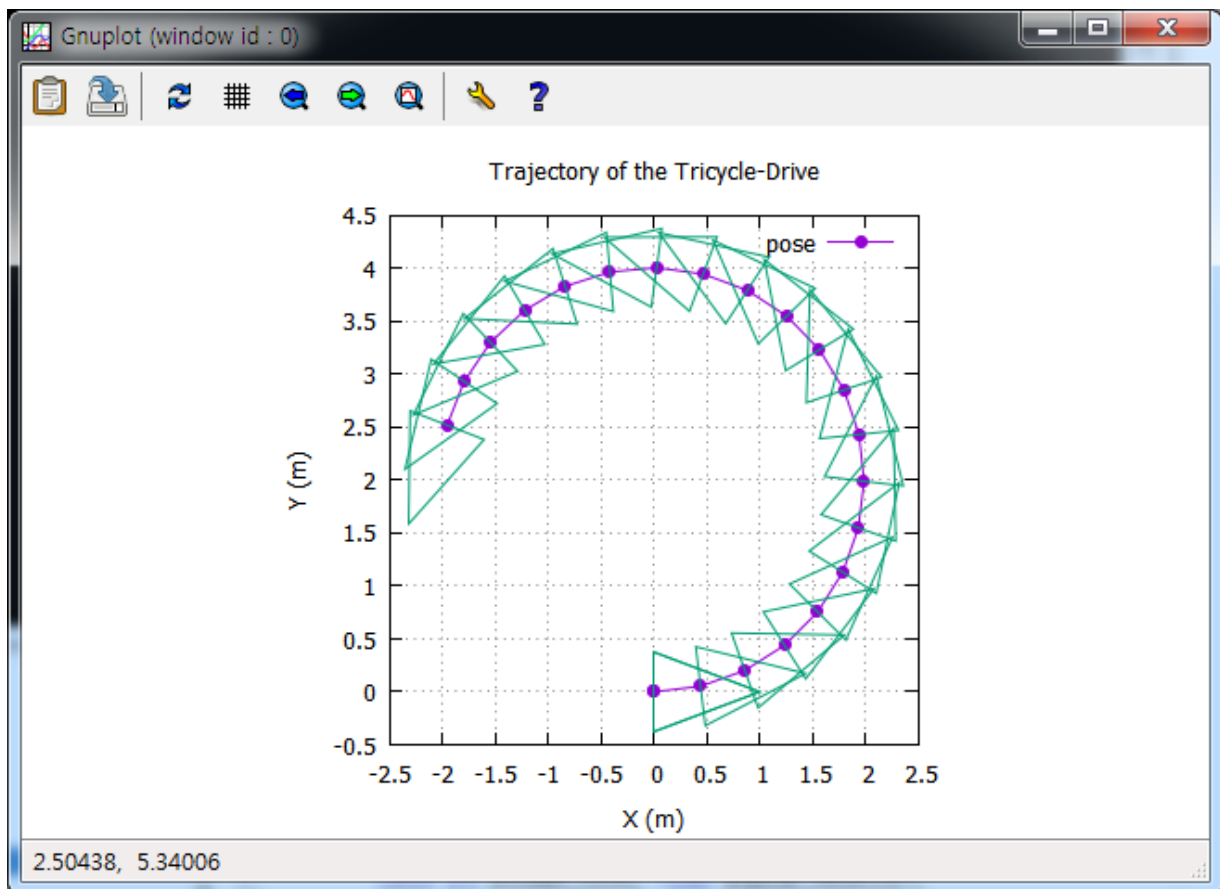 Gnuplot (window id : 0)
Trajectory of the Tricycle-Drive
pose
4.5
4
3.5
3
2.5
2
1.5
1
0.5
0
-0.5
Y (m)
-2.5 -2 -1.5 -1 -0.5 0 0.5 1 1.5 2 2.5
X (m)
2.50438, 5.34006